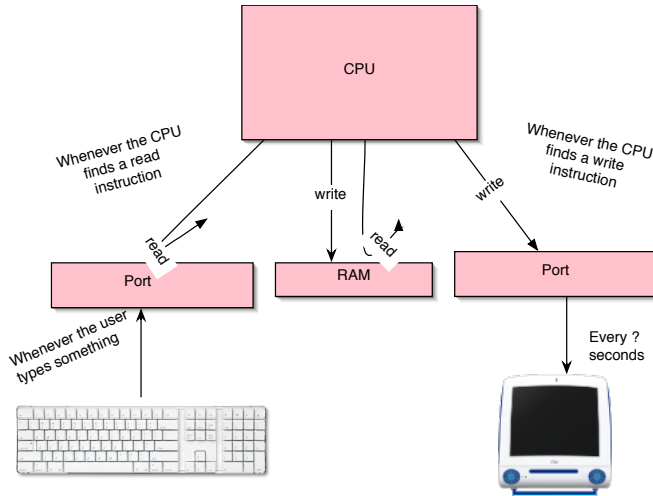 CPU
Whenever the CPU
finds a read
instruction
Whenever the CPU
finds a write
instruction
write
write
read
read
Port
RAM
Port
Whenever the user
types something
Every ?
seconds